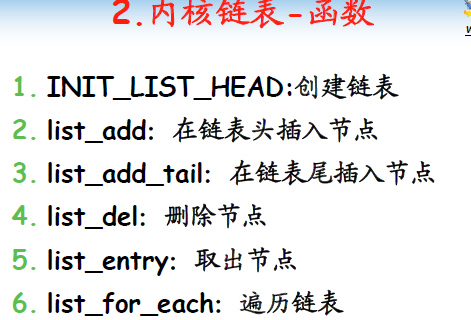 2.内核链表-函数
1. INIT_LIST_HEAD:创建链表
2. list_add: 在链表头插入节点
3. list_add_tail: 在链表尾插入节点
4. list_del: 删除节点
5. list_entry: 取出节点
6. list_for_each: 遍历链表